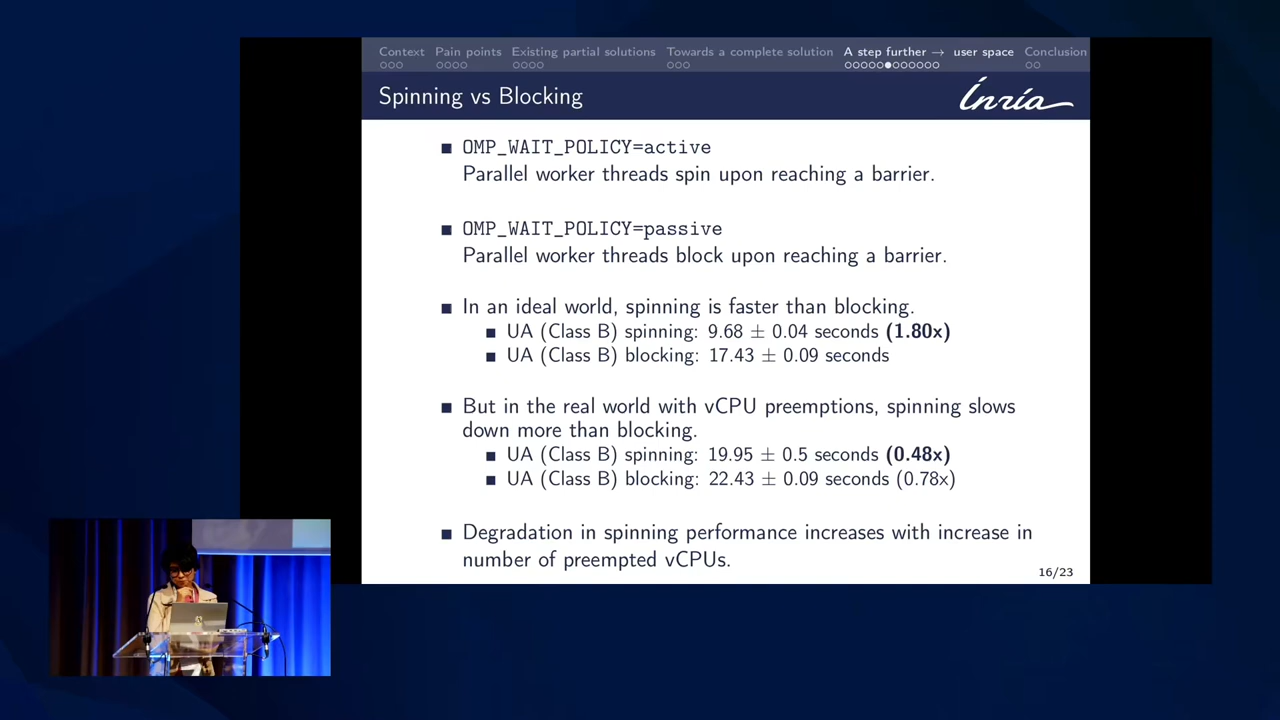 Context Pain points Existing partial solutions Towards a complete solution A step further → user space Conclusion
Spinning vs Blocking
Inria
■ OMP_WAIT_POLICY=active
Parallel worker threads spin upon reaching a barrier.
■ OMP_WAIT_POLICY=passive
Parallel worker threads block upon reaching a barrier.
■ In an ideal world, spinning is faster than blocking.
■ UA (Class B) spinning: 9.68 ± 0.04 seconds (1.80x)
■ UA (Class B) blocking: 17.43 ± 0.09 seconds
■ But in the real world with vCPU preemptions, spinning slows
down more than blocking.
■ UA (Class B) spinning: 19.95 ± 0.5 seconds (0.48x)
■ UA (Class B) blocking: 22.43 ± 0.09 seconds (0.78x)
■ Degradation in spinning performance increases with increase in
number of preempted vCPUs.
16/23